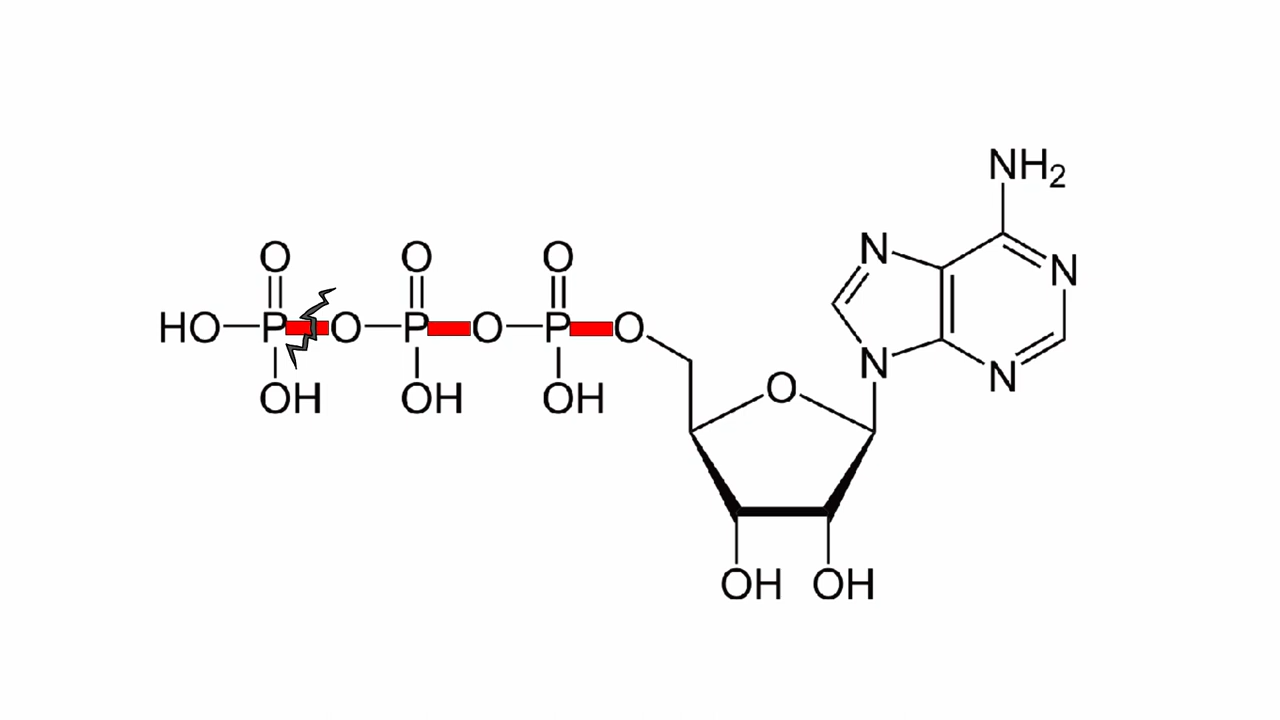 NH₂
N N
O O O
HO P O P O P O
N N
OH OH OH O
OH OH